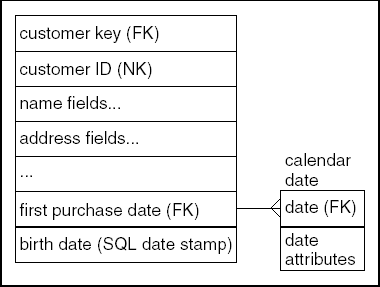 customer key (FK)
customer ID (NK)
name fields...
address fields...
...
first purchase date (FK)
birth date (SQL date stamp)
calendar
date
date (FK)
date
attributes